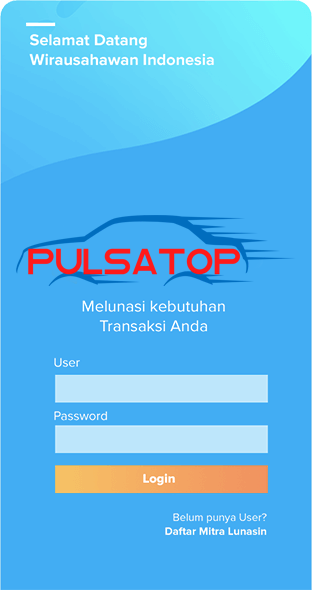 Selamat Datang
Wirausahawan Indonesia
PULSATOP
Melunasi kebutuhan
Transaksi Anda
User
Password
Login
Belum punya User?
Daftar Mitra Lunasin